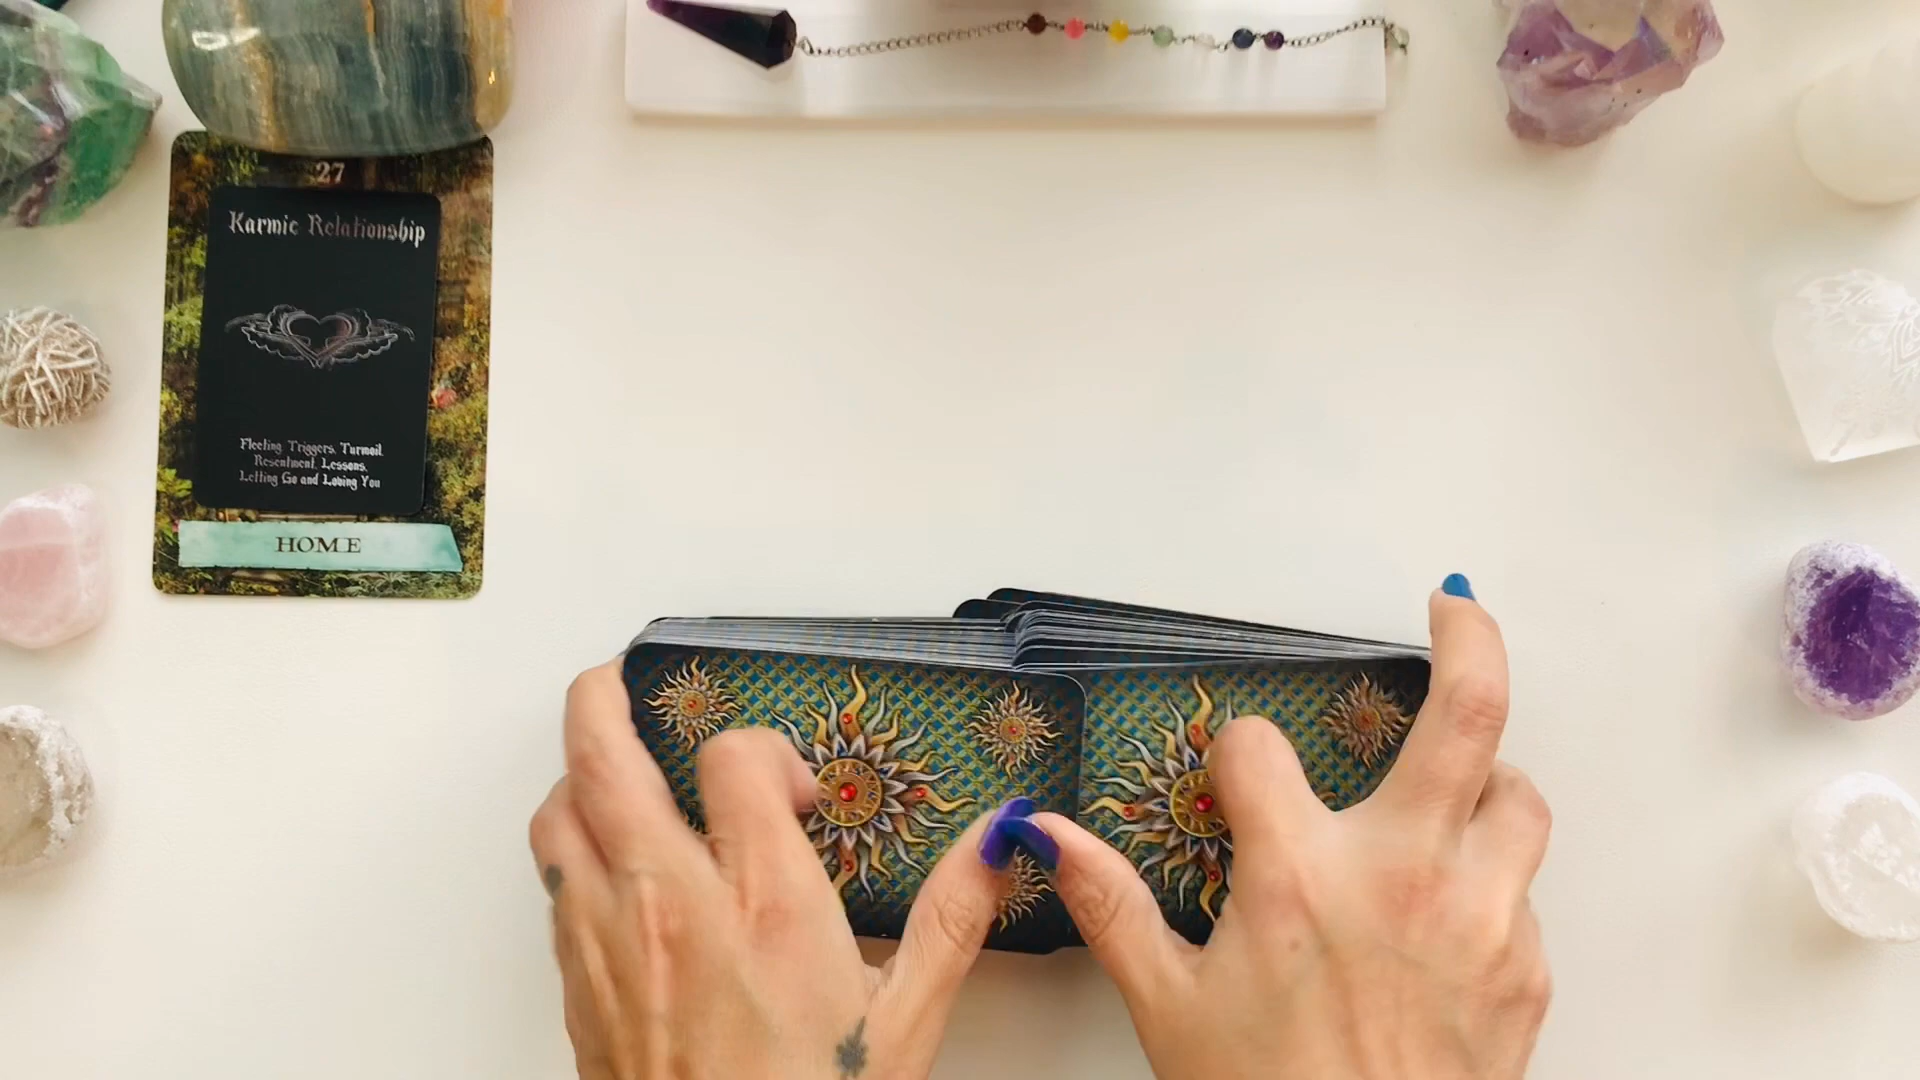 27
Karmic Relationship
Fleeting, Triggers, Turmoil,
Resentment, Lessons,
Letting Go and Loving You
HOME